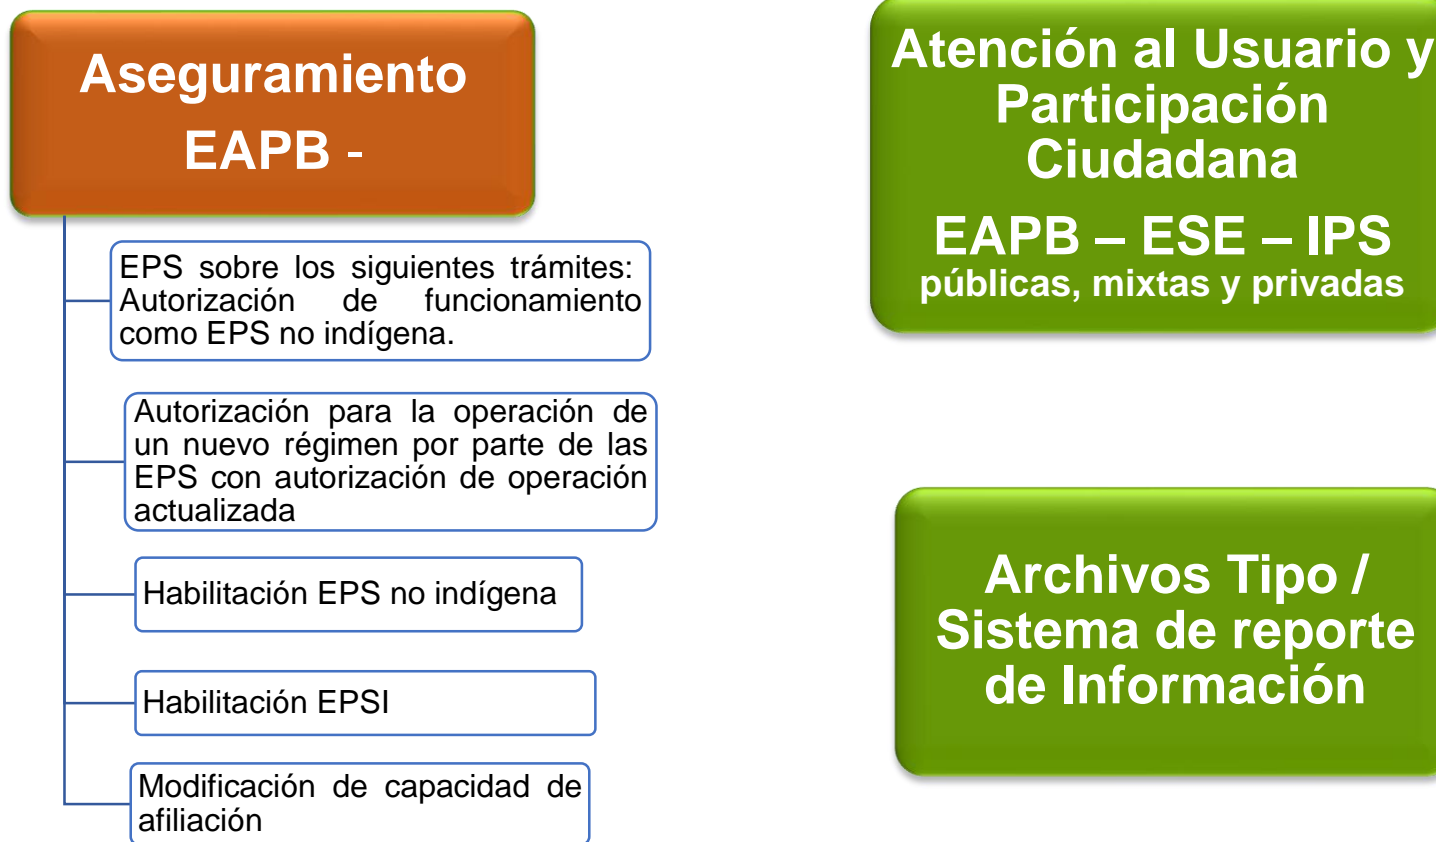 Aseguramiento
EAPB -
EPS sobre los siguientes trámites:
Autorización de funcionamiento
como EPS no indígena.
Autorización para la operación de
un nuevo régimen por parte de las
EPS con autorización de operación
actualizada
Habilitación EPS no indígena
Habilitación EPSI
Modificación de capacidad de
afiliación
Atención al Usuario y
Participación
Ciudadana
EAPB – ESE – IPS
públicas, mixtas y privadas
Archivos Tipo /
Sistema de reporte
de Información